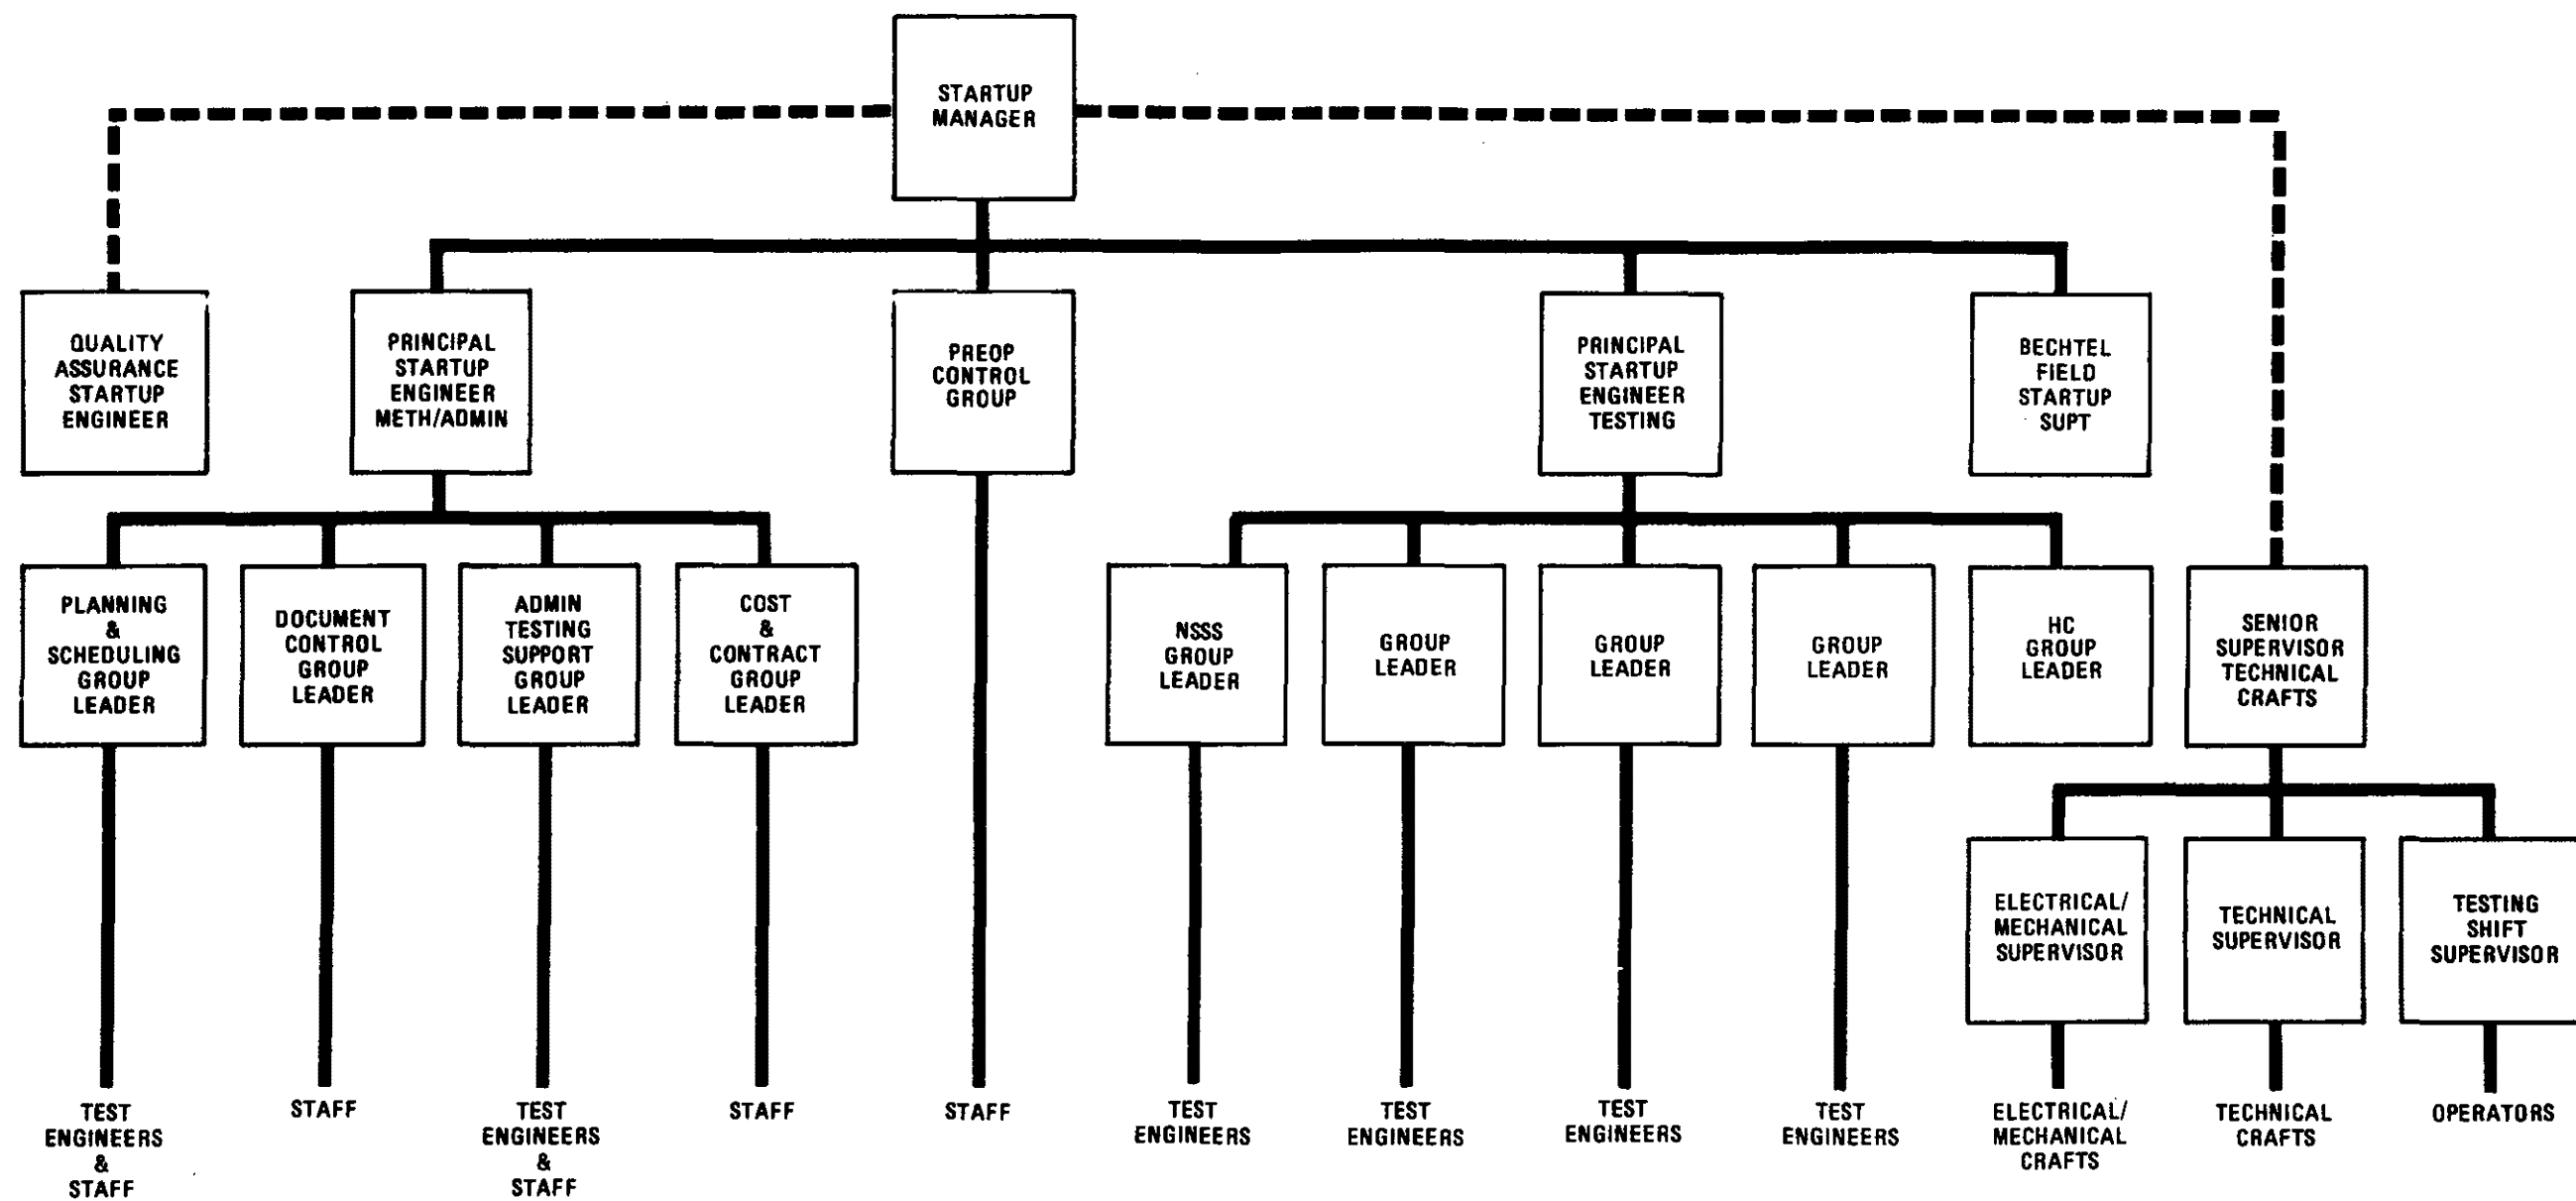 STARTUP
MANAGER
QUALITY
ASSURANCE
STARTUP
ENGINEER
PRINCIPAL
STARTUP
ENGINEER
METH/ADMIN
PREOP
CONTROL
GROUP
PRINCIPAL
STARTUP
ENGINEER
TESTING
BECHTEL
FIELD
STARTUP
SUPT
PLANNING
&
SCHEDULING
GROUP
LEADER
DOCUMENT
CONTROL
GROUP
LEADER
ADMIN
TESTING
SUPPORT
GROUP
LEADER
COST
&
CONTRACT
GROUP
LEADER
NSSS
GROUP
LEADER
GROUP
LEADER
GROUP
LEADER
GROUP
LEADER
HC
GROUP
LEADER
SENIOR
SUPERVISOR
TECHNICAL
CRAFTS
ELECTRICAL/
MECHANICAL
SUPERVISOR
TECHNICAL
SUPERVISOR
TESTING
SHIFT
SUPERVISOR
TEST
ENGINEERS
&
STAFF
STAFF
TEST
ENGINEERS
&
STAFF
STAFF
STAFF
TEST
ENGINEERS
TEST
ENGINEERS
TEST
ENGINEERS
TEST
ENGINEERS
ELECTRICAL/
MECHANICAL
CRAFTS
TECHNICAL
CRAFTS
OPERATORS